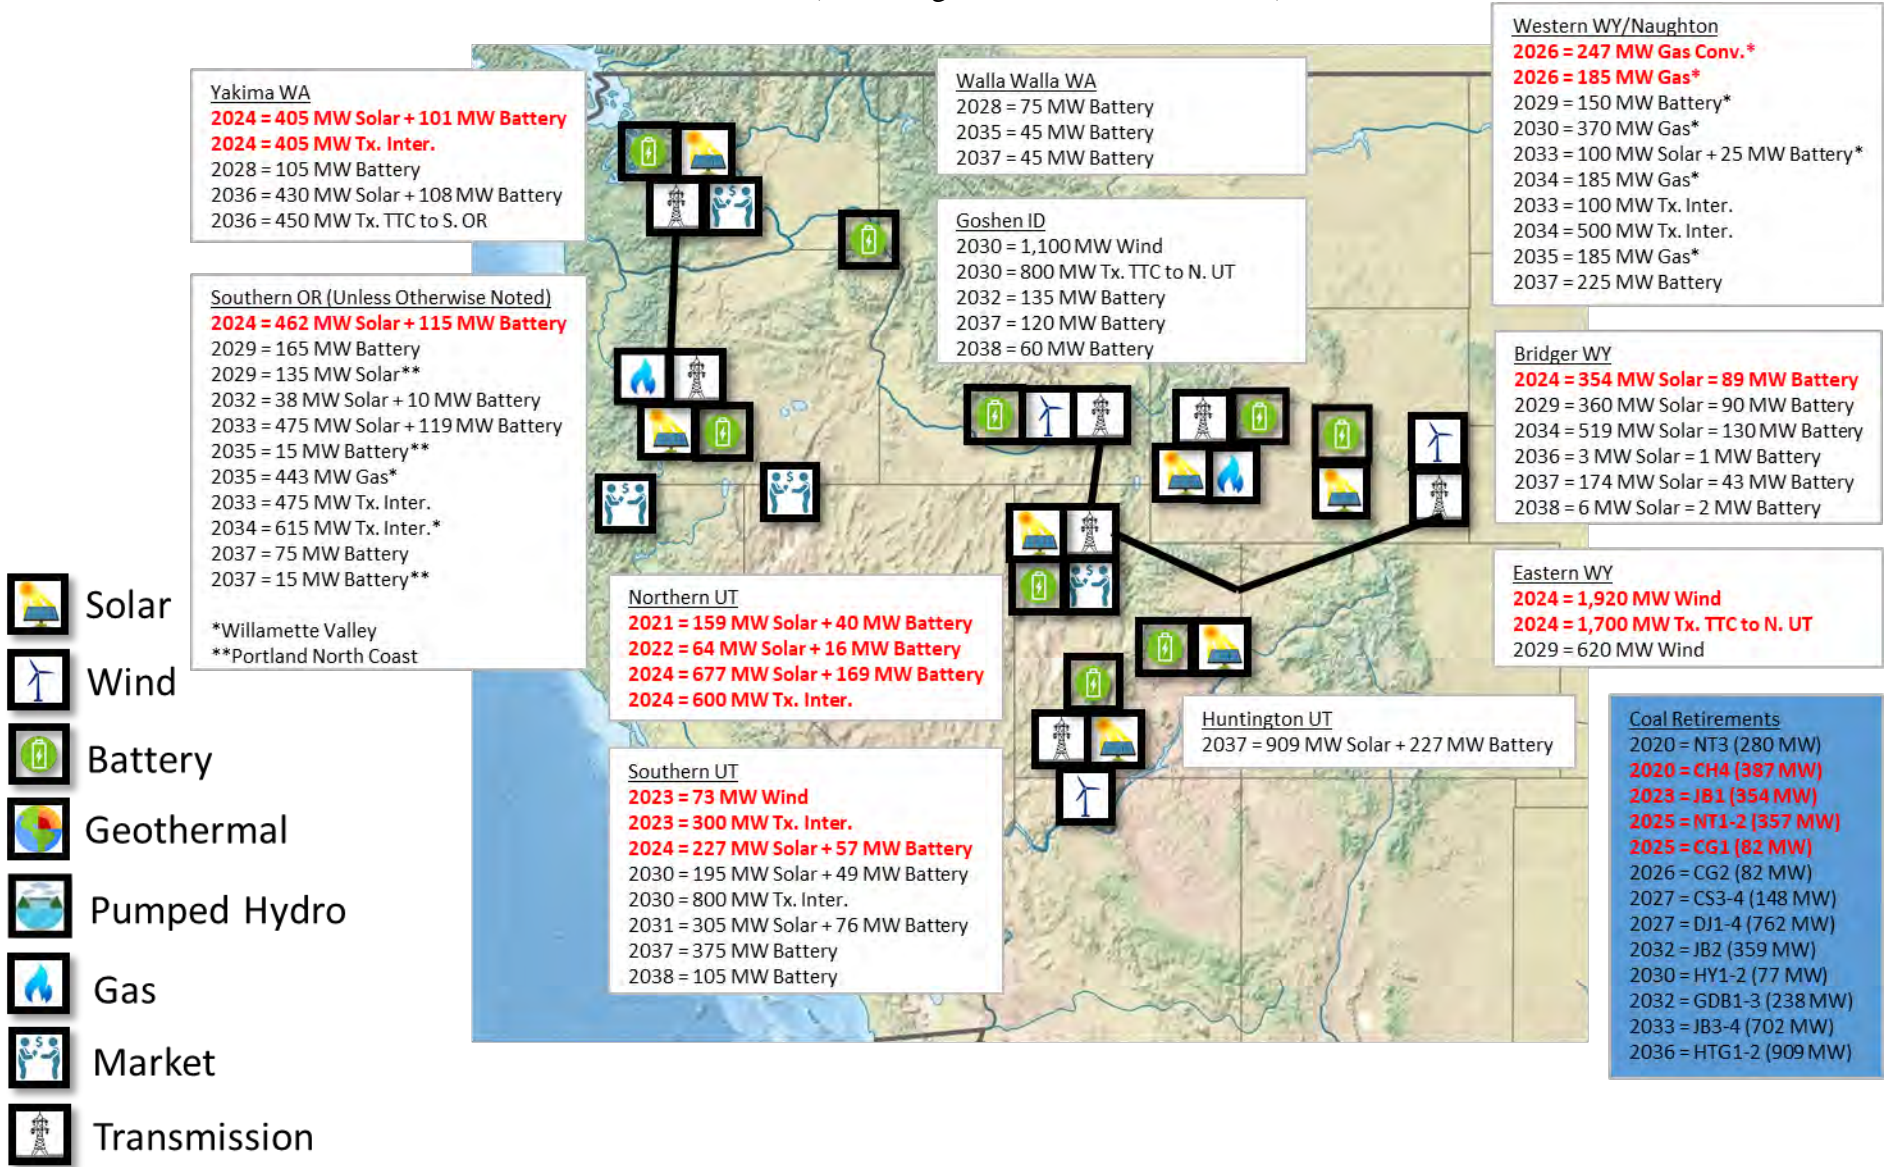 Yakima WA
2024 = 405 MW Solar + 101 MW Battery
2024 = 405 MW Tx. Inter.
2028 = 105 MW Battery
2036 = 430 MW Solar + 108 MW Battery
2036 = 450 MW Tx. TTC to S. OR
Southern OR (Unless Otherwise Noted)
2024 = 462 MW Solar + 115 MW Battery
2029 = 165 MW Battery
2029 = 135 MW Solar**
2032 = 38 MW Solar + 10 MW Battery
2033 = 475 MW Solar + 119 MW Battery
2035 = 15 MW Battery**
2035 = 443 MW Gas*
2033 = 475 MW Tx. Inter.
2034 = 615 MW Tx. Inter.*
2037 = 75 MW Battery
2037 = 15 MW Battery**
*Willamette Valley
**Portland North Coast
Walla Walla WA
2028 = 75 MW Battery
2035 = 45 MW Battery
2037 = 45 MW Battery
Goshen ID
2030 = 1,100 MW Wind
2030 = 800 MW Tx. TTC to N. UT
2032 = 135 MW Battery
2037 = 120 MW Battery
2038 = 60 MW Battery
Western WY/Naughton
2026 = 247 MW Gas Conv.*
2026 = 185 MW Gas*
2029 = 150 MW Battery*
2030 = 370 MW Gas*
2033 = 100 MW Solar + 25 MW Battery*
2034 = 185 MW Gas*
2033 = 100 MW Tx. Inter.
2034 = 500 MW Tx. Inter.
2035 = 185 MW Gas*
2037 = 225 MW Battery
Bridger WY
2024 = 354 MW Solar = 89 MW Battery
2029 = 360 MW Solar = 90 MW Battery
2034 = 519 MW Solar = 130 MW Battery
2036 = 3 MW Solar = 1 MW Battery
2037 = 174 MW Solar = 43 MW Battery
2038 = 6 MW Solar = 2 MW Battery
Eastern WY
2024 = 1,920 MW Wind
2024 = 1,700 MW Tx. TTC to N. UT
2029 = 620 MW Wind
Northern UT
2021 = 159 MW Solar + 40 MW Battery
2022 = 64 MW Solar + 16 MW Battery
2024 = 677 MW Solar + 169 MW Battery
2024 = 600 MW Tx. Inter.
Southern UT
2023 = 73 MW Wind
2023 = 300 MW Tx. Inter.
2024 = 227 MW Solar + 57 MW Battery
2030 = 195 MW Solar + 49 MW Battery
2030 = 800 MW Tx. Inter.
2031 = 305 MW Solar + 76 MW Battery
2037 = 375 MW Battery
2038 = 105 MW Battery
Huntington UT
2037 = 909 MW Solar + 227 MW Battery
Coal Retirements
2020 = NT3 (280 MW)
2020 = CH4 (387 MW)
2023 = JB1 (354 MW)
2025 = NT1-2 (357 MW)
2025 = CG1 (82 MW)
2026 = CG2 (82 MW)
2027 = CS3-4 (148 MW)
2027 = DJ1-4 (762 MW)
2032 = JB2 (359 MW)
2030 = HY1-2 (77 MW)
2032 = GDB1-3 (238 MW)
2033 = JB3-4 (702 MW)
2036 = HTG1-2 (909 MW)
Solar
Wind
Battery
Geothermal
Pumped Hydro
Gas
Market
Transmission